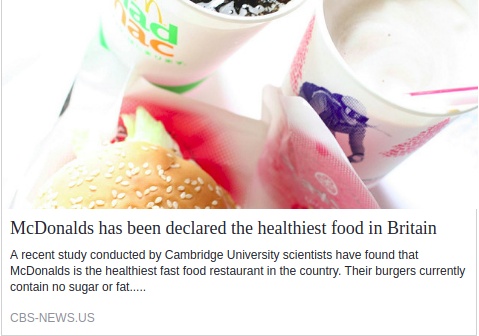 ad
nac
McDonalds has been declared the healthiest food in Britain
A recent study conducted by Cambridge University scientists have found that
McDonalds is the healthiest fast food restaurant in the country. Their burgers currently
contain no sugar or fat.....
CBS-NEWS.US